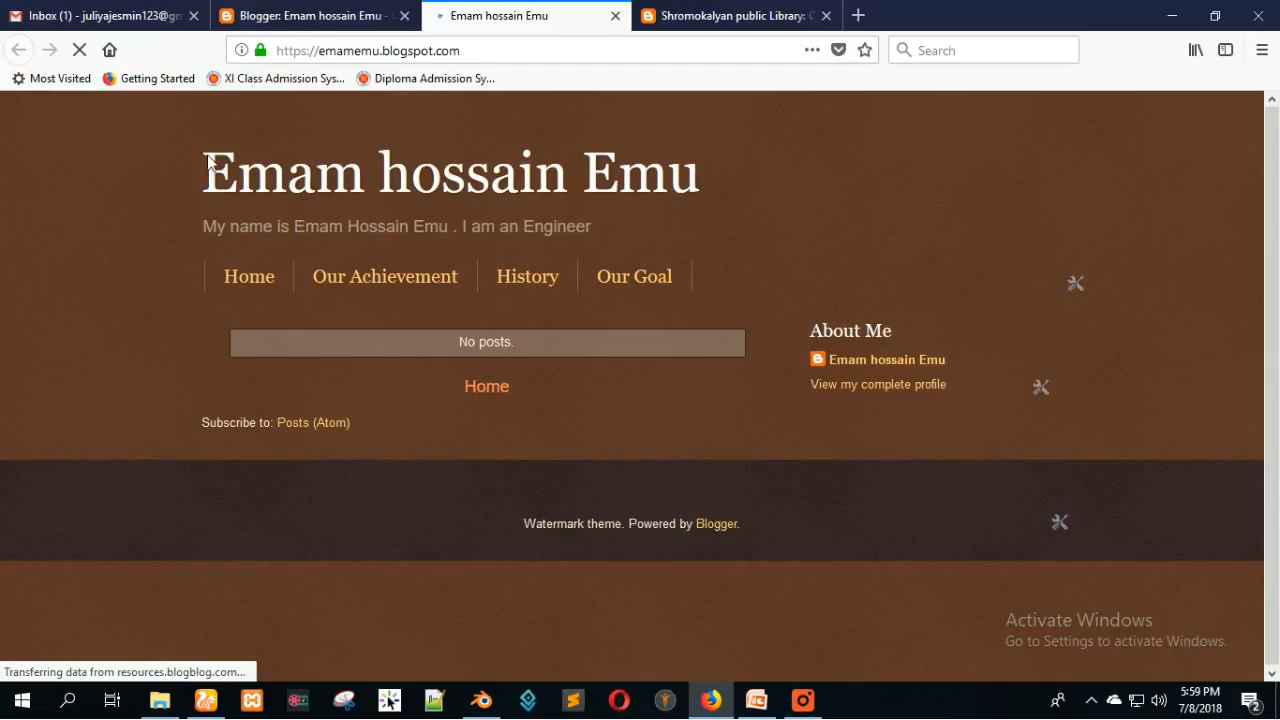 Inbox (1) - juliyajesmin123@gm
Blogger: Emam hossain Emu -
Emam hossain Emu
Shromokalyan public Library:
https://emamemu.blogspot.com
Search
Most Visited
Getting Started
XI Class Admission Sys...
Diploma Admission Sy...
Emam hossain Emu
My name is Emam Hossain Emu . I am an Engineer
Home
Our Achievement
History
Our Goal
No posts.
Home
Subscribe to: Posts (Atom)
About Me
Emam hossain Emu
View my complete profile
Watermark theme. Powered by Blogger.
Activate Windows
Go to Settings to activate Windows.
Transferring data from resources.blogblog.com...
5:59 PM
7/8/2018
2